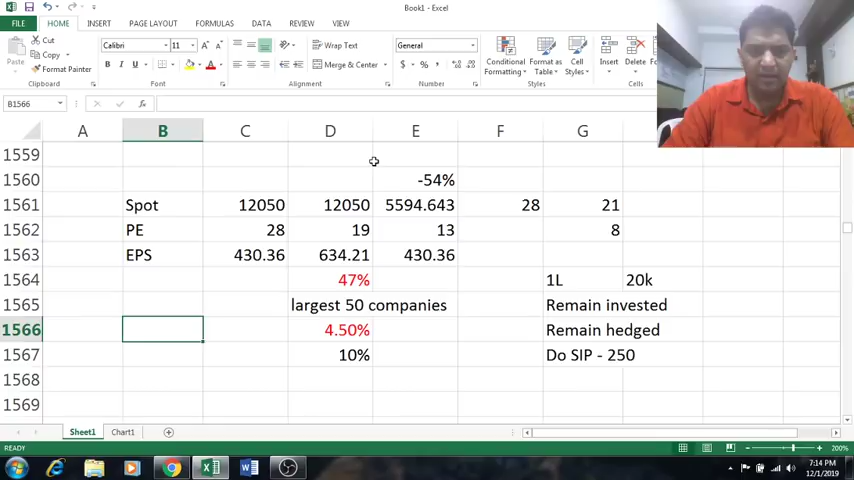 Book1 - Excel
FILE HOME INSERT PAGE LAYOUT FORMULAS DATA REVIEW VIEW
Cut
Copy
Format Painter
Paste
Clipboard
Calibri 11
B I U
Font
Wrap Text
Merge & Center
Alignment
General
$ % ,
Number
Conditional Formatting
Format as Table
Cell Styles
Styles
Insert
B1566
fx
A B C D E F G
1559
1560 -54%
1561 Spot 12050 12050 5594.643 28 21
1562 PE 28 19 13 8
1563 EPS 430.36 634.21 430.36
1564 47% 1L 20k
1565 largest 50 companies Remain invested
1566 4.50% Remain hedged
1567 10% Do SIP - 250
1568
1569
Sheet1 Chart1
READY 200%
7:14 PM
12/1/2019